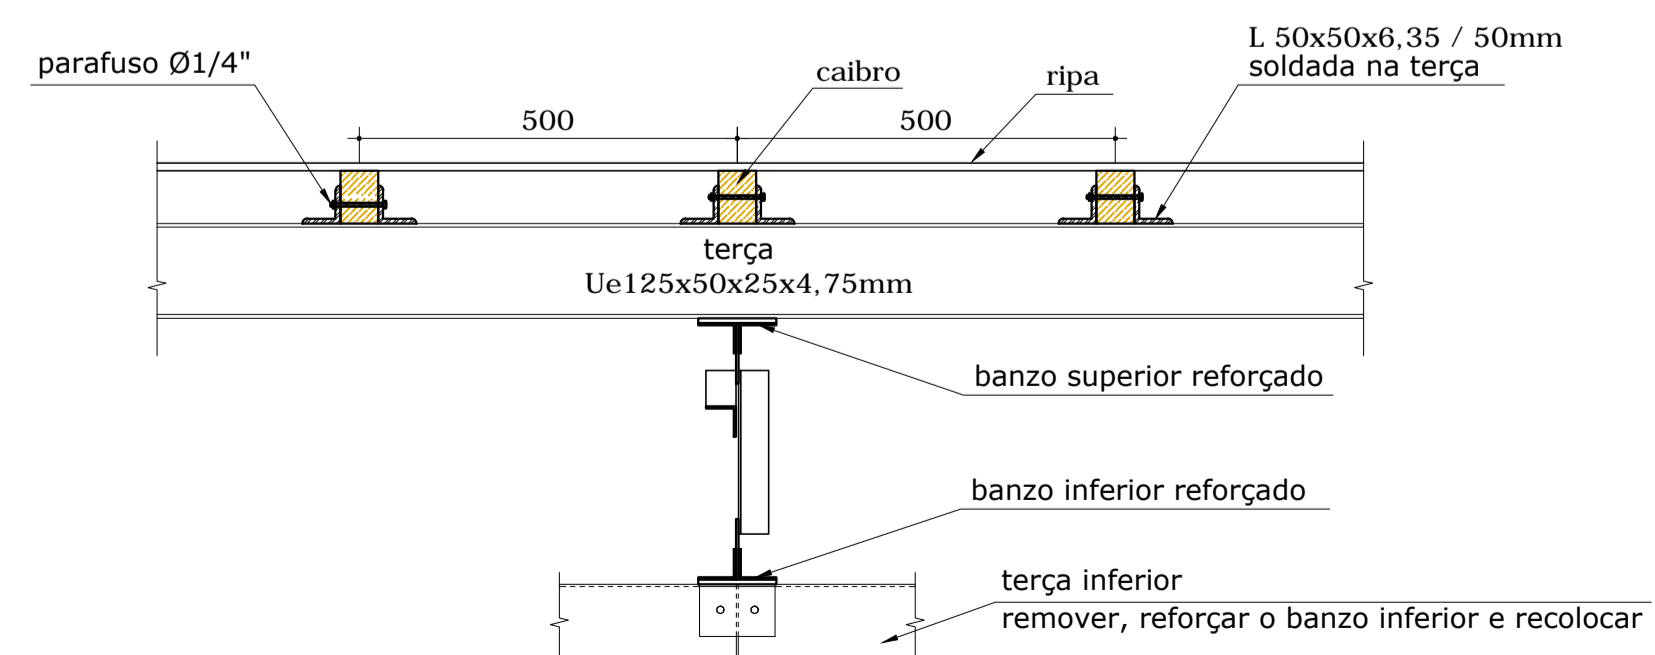 L 50x50x6,35 / 50mm
soldada na terça
parafuso Ø1/4"
caibro
ripa
500
500
terça
Ue125x50x25x4,75mm
banzo superior reforçado
banzo inferior reforçado
terça inferior
remover, reforçar o banzo inferior e recolocar